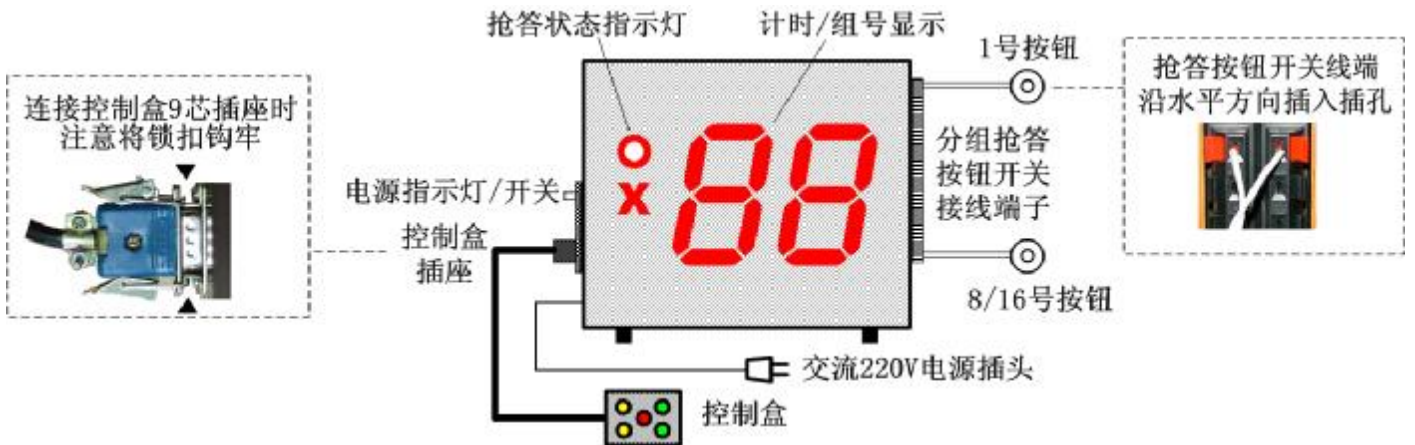 抢答状态指示灯
计时/组号显示
1号按钮
抢答按钮开关线端
沿水平方向插入插孔
连接控制盒9芯插座时
注意将锁扣钩牢
88
分组抢答
按钮开关
接线端子
电源指示灯/开关
X
控制盒
插座
8/16号按钮
交流220V电源插头
控制盒